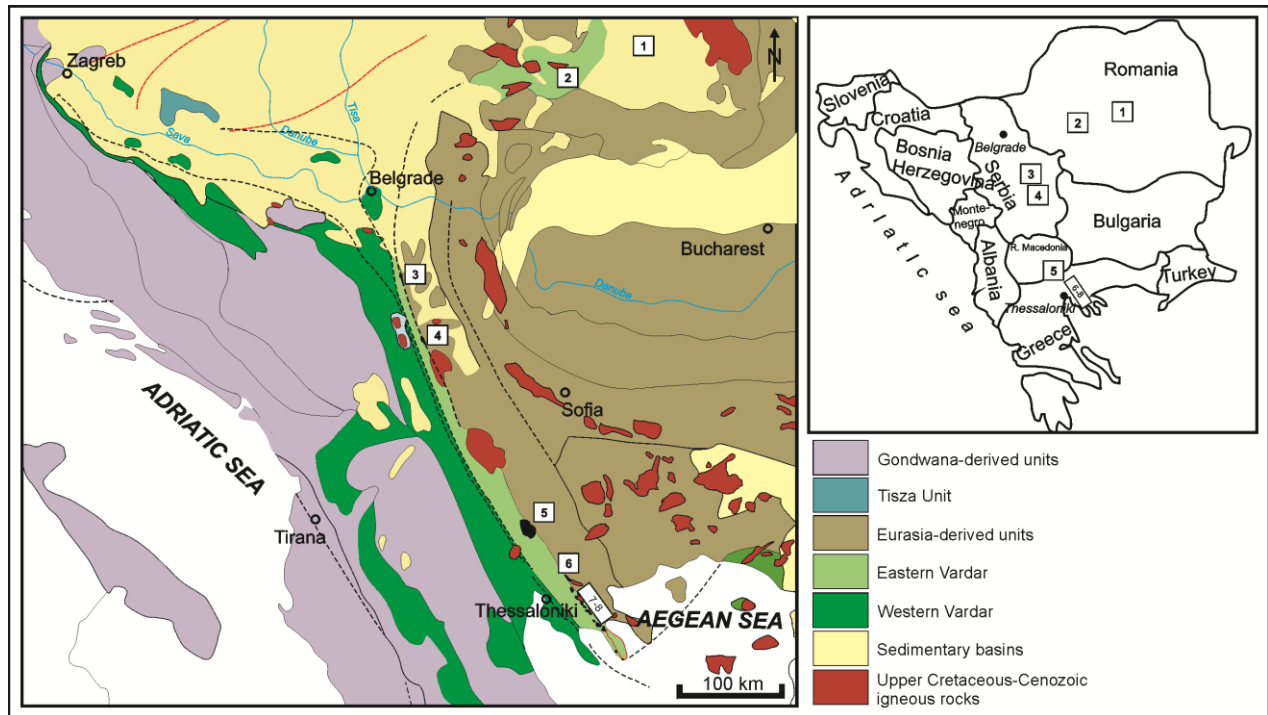 Zagreb
Sava
Danube
Tisa
Belgrade
1
2
N
Bucharest
Danube
3
4
Sofia
ADRIATIC SEA
Tirana
5
6
7-8
Thessaloniki
AEGEAN SEA
100 km
Slovenia
Croatia
Bosnia
Herzegovina
Belgrade
Serbia
Romania
1
2
3
4
Monte-
negro
Albania
R. Macedonia
5
6-8
Bulgaria
Turkey
Thessaloniki
Greece
Adriatic sea
Gondwana-derived units
Tisza Unit
Eurasia-derived units
Eastern Vardar
Western Vardar
Sedimentary basins
Upper Cretaceous-Cenozoic
igneous rocks